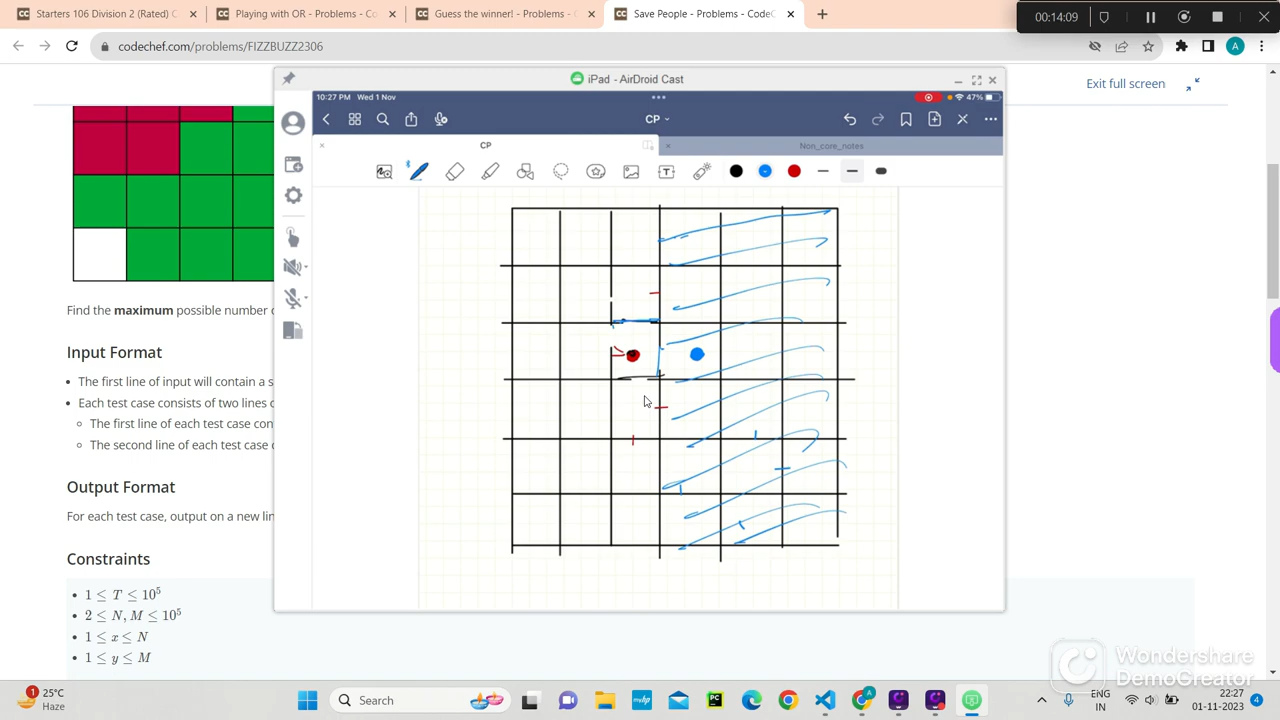 Starters 106 Division 2 (Rated) C
Playing with OR - Problems - Co
Guess the winner! - Problems -
Save People - Problems - CodeC
00:14:09
codechef.com/problems/FIZZBUZZ2306
A
Exit full screen
iPad - AirDroid Cast
10:27 PM Wed 1 Nov
47%
CP
CP
Non_core_notes
Find the maximum possible number o
Input Format
The first line of input will contain a s
Each test case consists of two lines o
The first line of each test case con
The second line of each test case
Output Format
For each test case, output on a new lin
Constraints
1 ≤ T ≤ 10⁵
2 ≤ N, M ≤ 10⁵
1 ≤ x ≤ N
1 ≤ y ≤ M
Wondershare
DemoCreator
1
25°C
Haze
Search
ENG
IN
22:27
01-11-2023
4